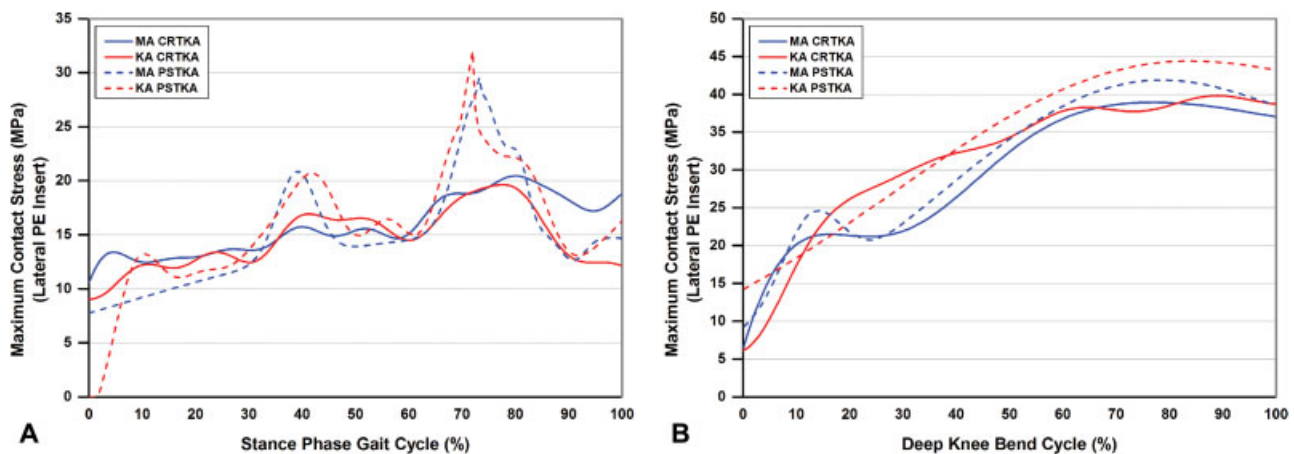 35
30
25
20
15
10
5
0
Maximum Contact Stress (MPa)
(Lateral PE Insert)
MA CRTKA
KA CRTKA
MA PSTKA
KA PSTKA
0 10 20 30 40 50 60 70 80 90 100
Stance Phase Gait Cycle (%)
A
50
45
40
35
30
25
20
15
10
5
0
Maximum Contact Stress (MPa)
(Lateral PE Insert)
MA CRTKA
KA CRTKA
MA PSTKA
KA PSTKA
0 10 20 30 40 50 60 70 80 90 100
Deep Knee Bend Cycle (%)
B